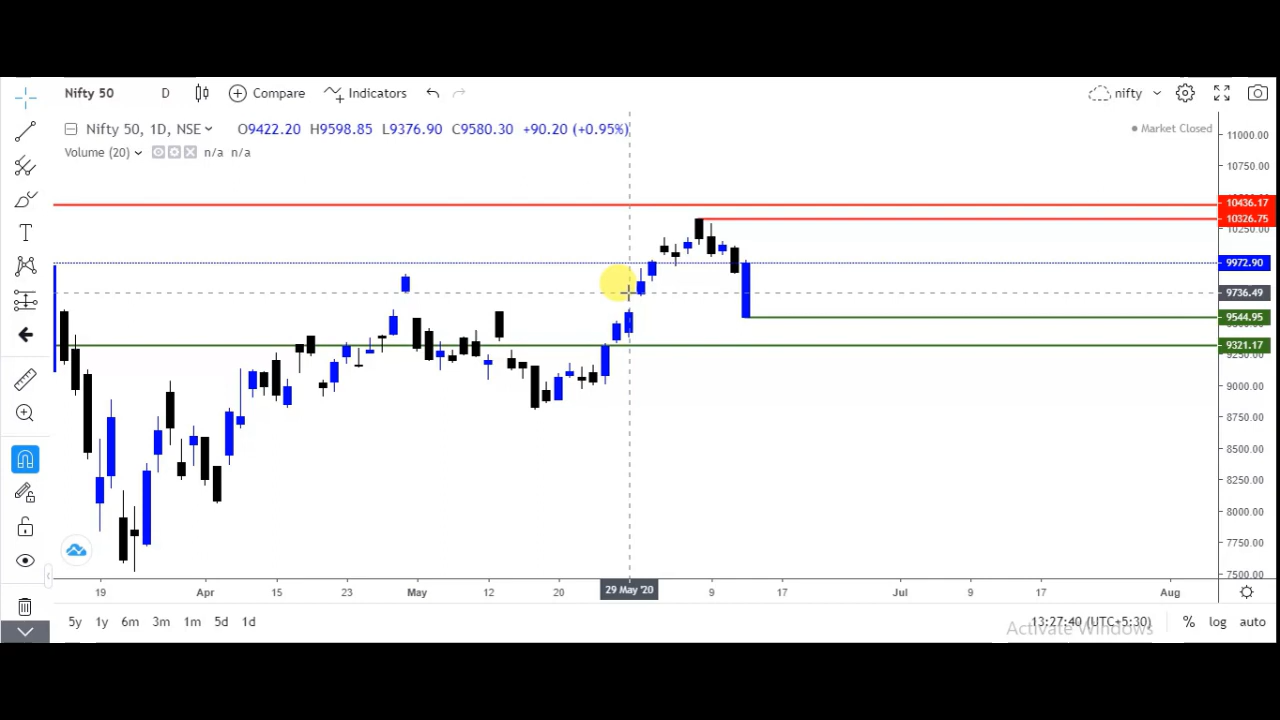 Nifty 50 D Compare Indicators nifty
Nifty 50, 1D, NSE O9422.20 H9598.85 L9376.90 C9580.30 +90.20 (+0.95%)
Market Closed
Volume (20) n/a n/a
11000.00
10750.00
10436.17
10326.75
10250.00
9972.90
9736.49
9544.95
9321.17
9250.00
9000.00
8750.00
8500.00
8250.00
8000.00
7750.00
7500.00
19 Apr 15 23 May 12 20 29 May '20 9 17 Jul 9 17 Aug
5y 1y 6m 3m 1m 5d 1d 13:27:40 (UTC+5:30) % log auto
Activate Windows